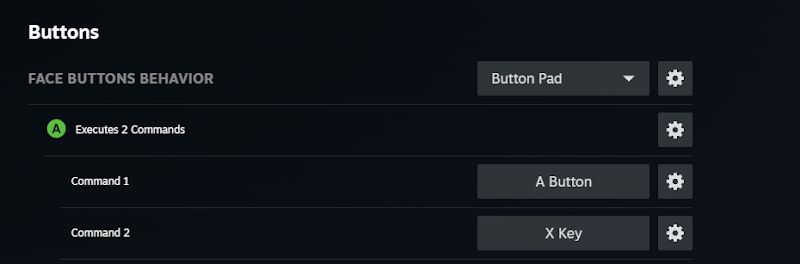 Buttons
FACE BUTTONS BEHAVIOR Button Pad
A Executes 2 Commands
Command 1 A Button
Command 2 X Key